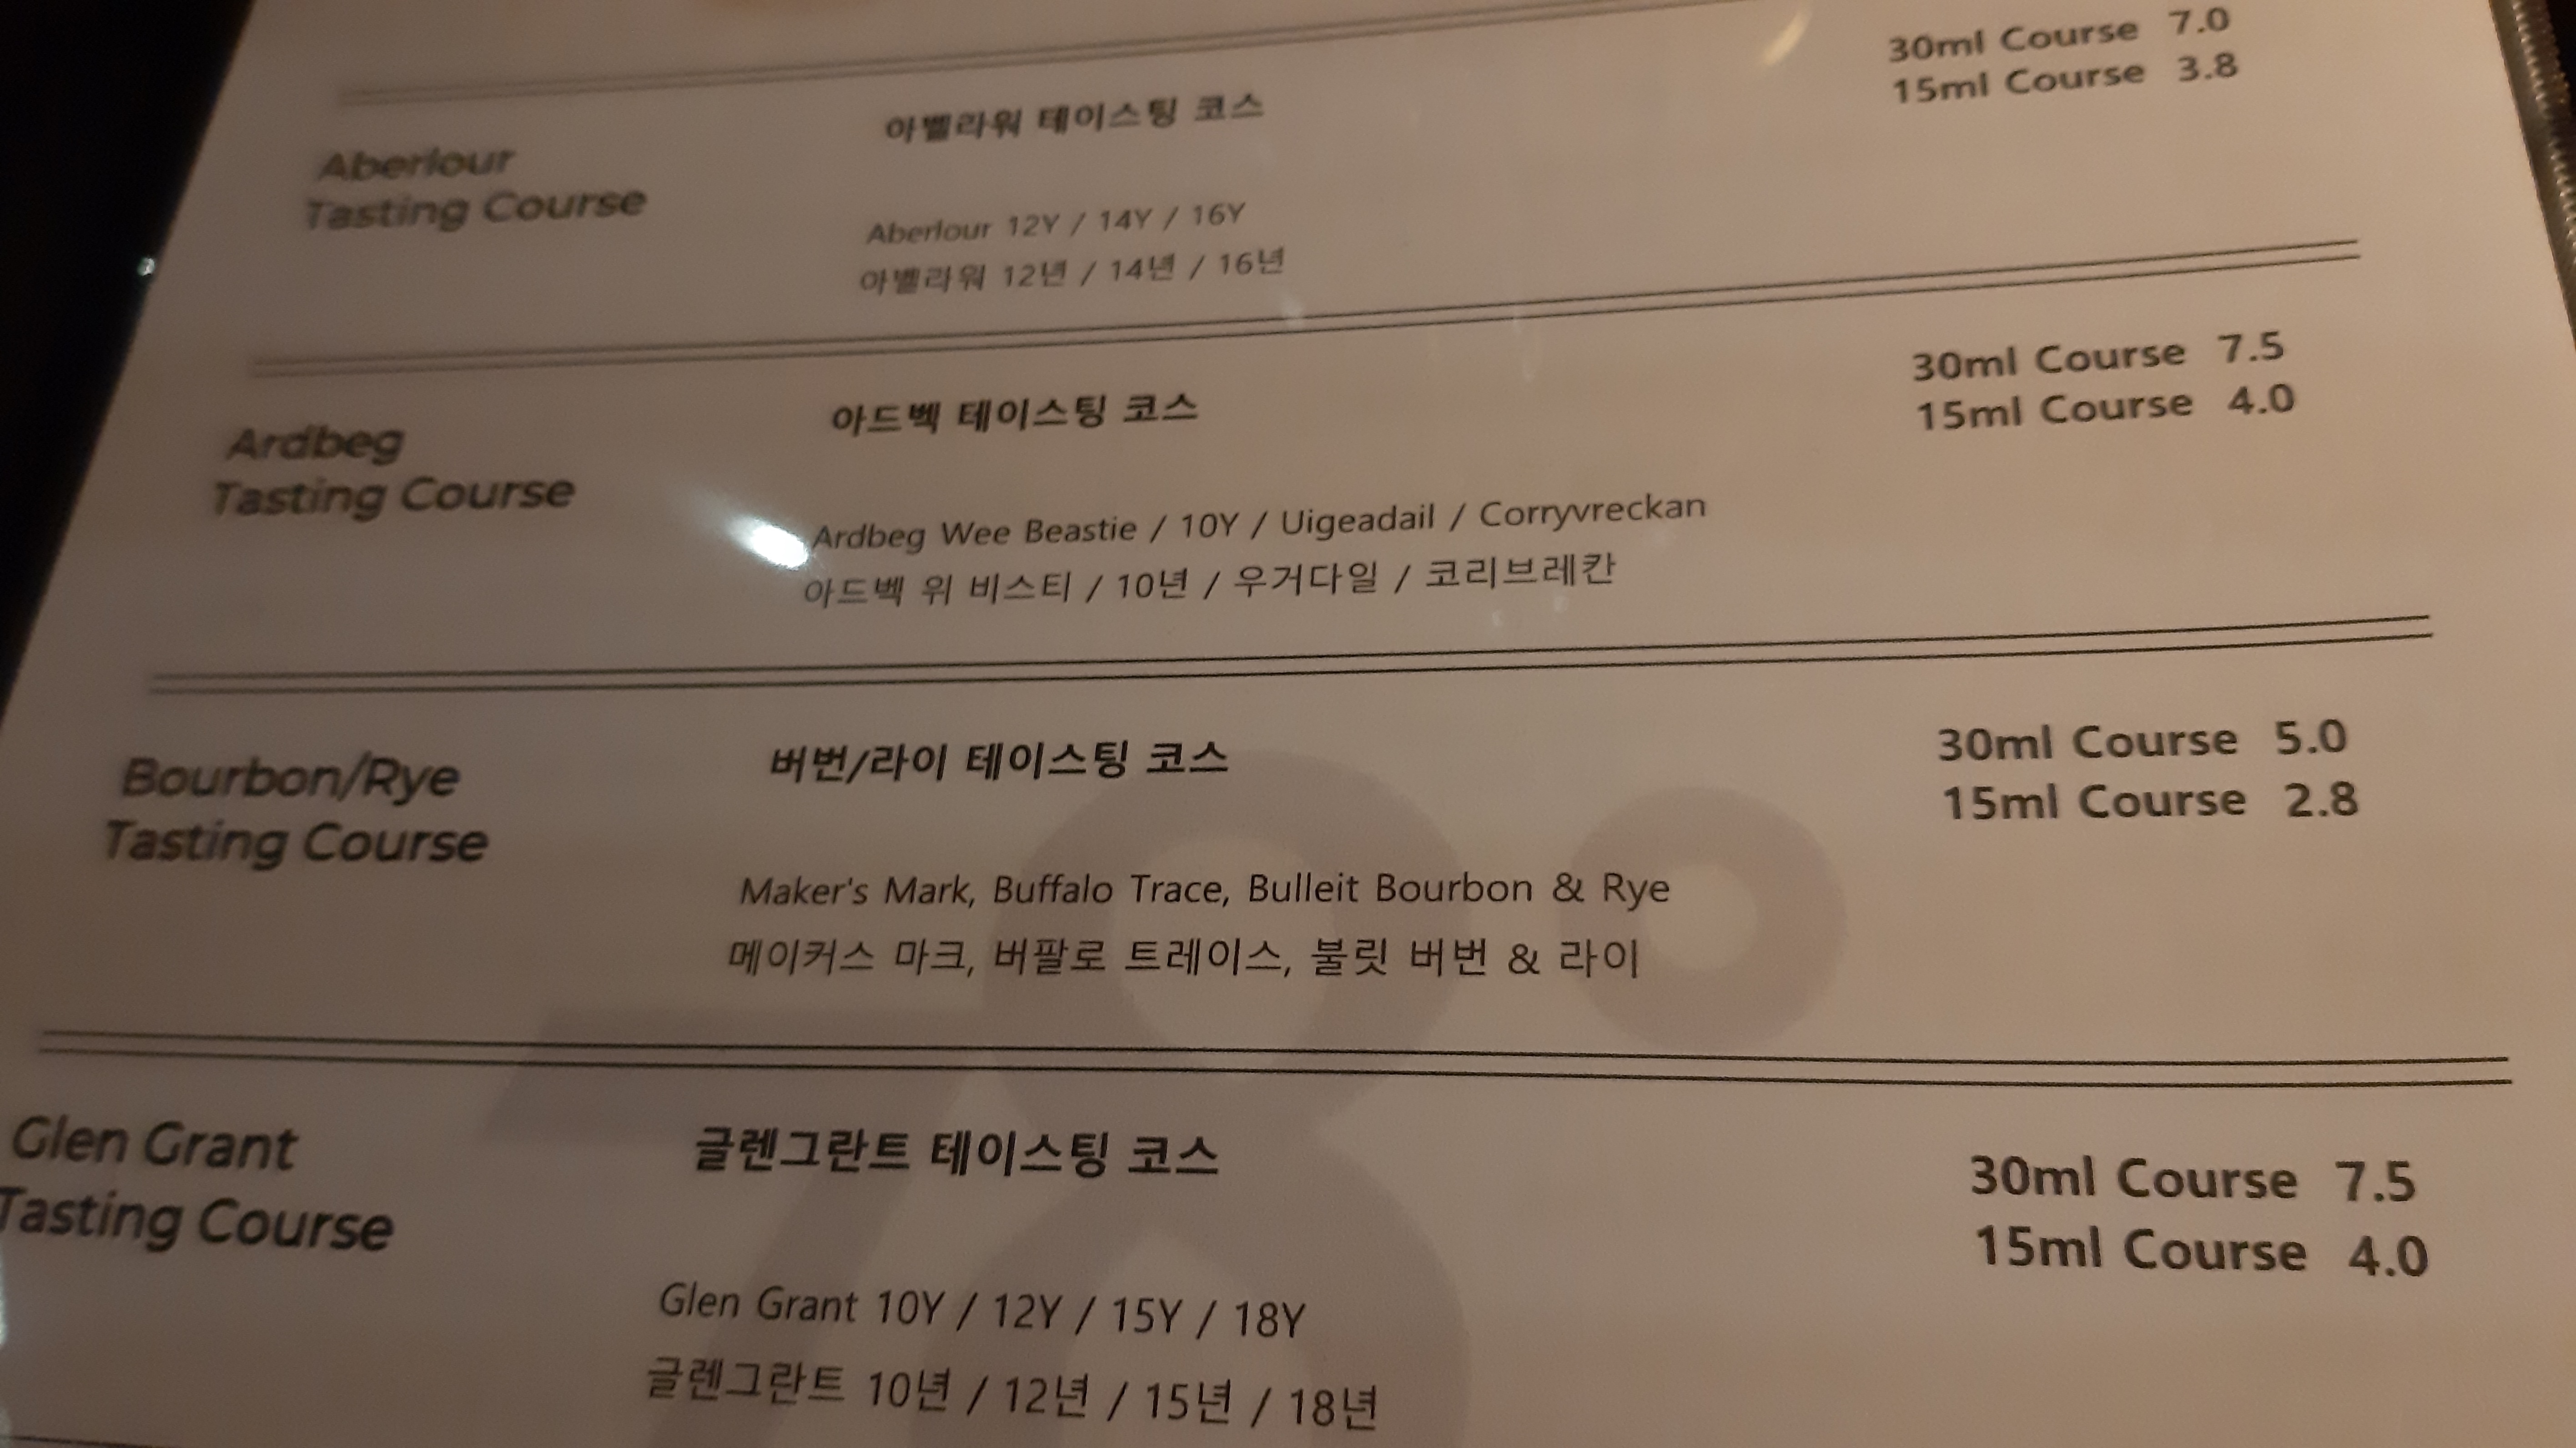 아벨라워 테이스팅 코스
30ml Course 7.0
15ml Course 3.8
Aberlour
Tasting Course
Aberlour 12Y / 14Y / 16Y
아벨라워 12년 / 14년 / 16년
아드벡 테이스팅 코스
30ml Course 7.5
15ml Course 4.0
Ardbeg
Tasting Course
Ardbeg Wee Beastie / 10Y / Uigeadail / Corryvreckan
아드벡 위 비스티 / 10년 / 우거다일 / 코리브레칸
버번/라이 테이스팅 코스
30ml Course 5.0
15ml Course 2.8
Bourbon/Rye
Tasting Course
Maker's Mark, Buffalo Trace, Bulleit Bourbon & Rye
메이커스 마크, 버팔로 트레이스, 불릿 버번 & 라이
78°
글렌그란트 테이스팅 코스
30ml Course 7.5
15ml Course 4.0
Glen Grant
Tasting Course
Glen Grant 10Y / 12Y / 15Y / 18Y
글렌그란트 10년 / 12년 / 15년 / 18년